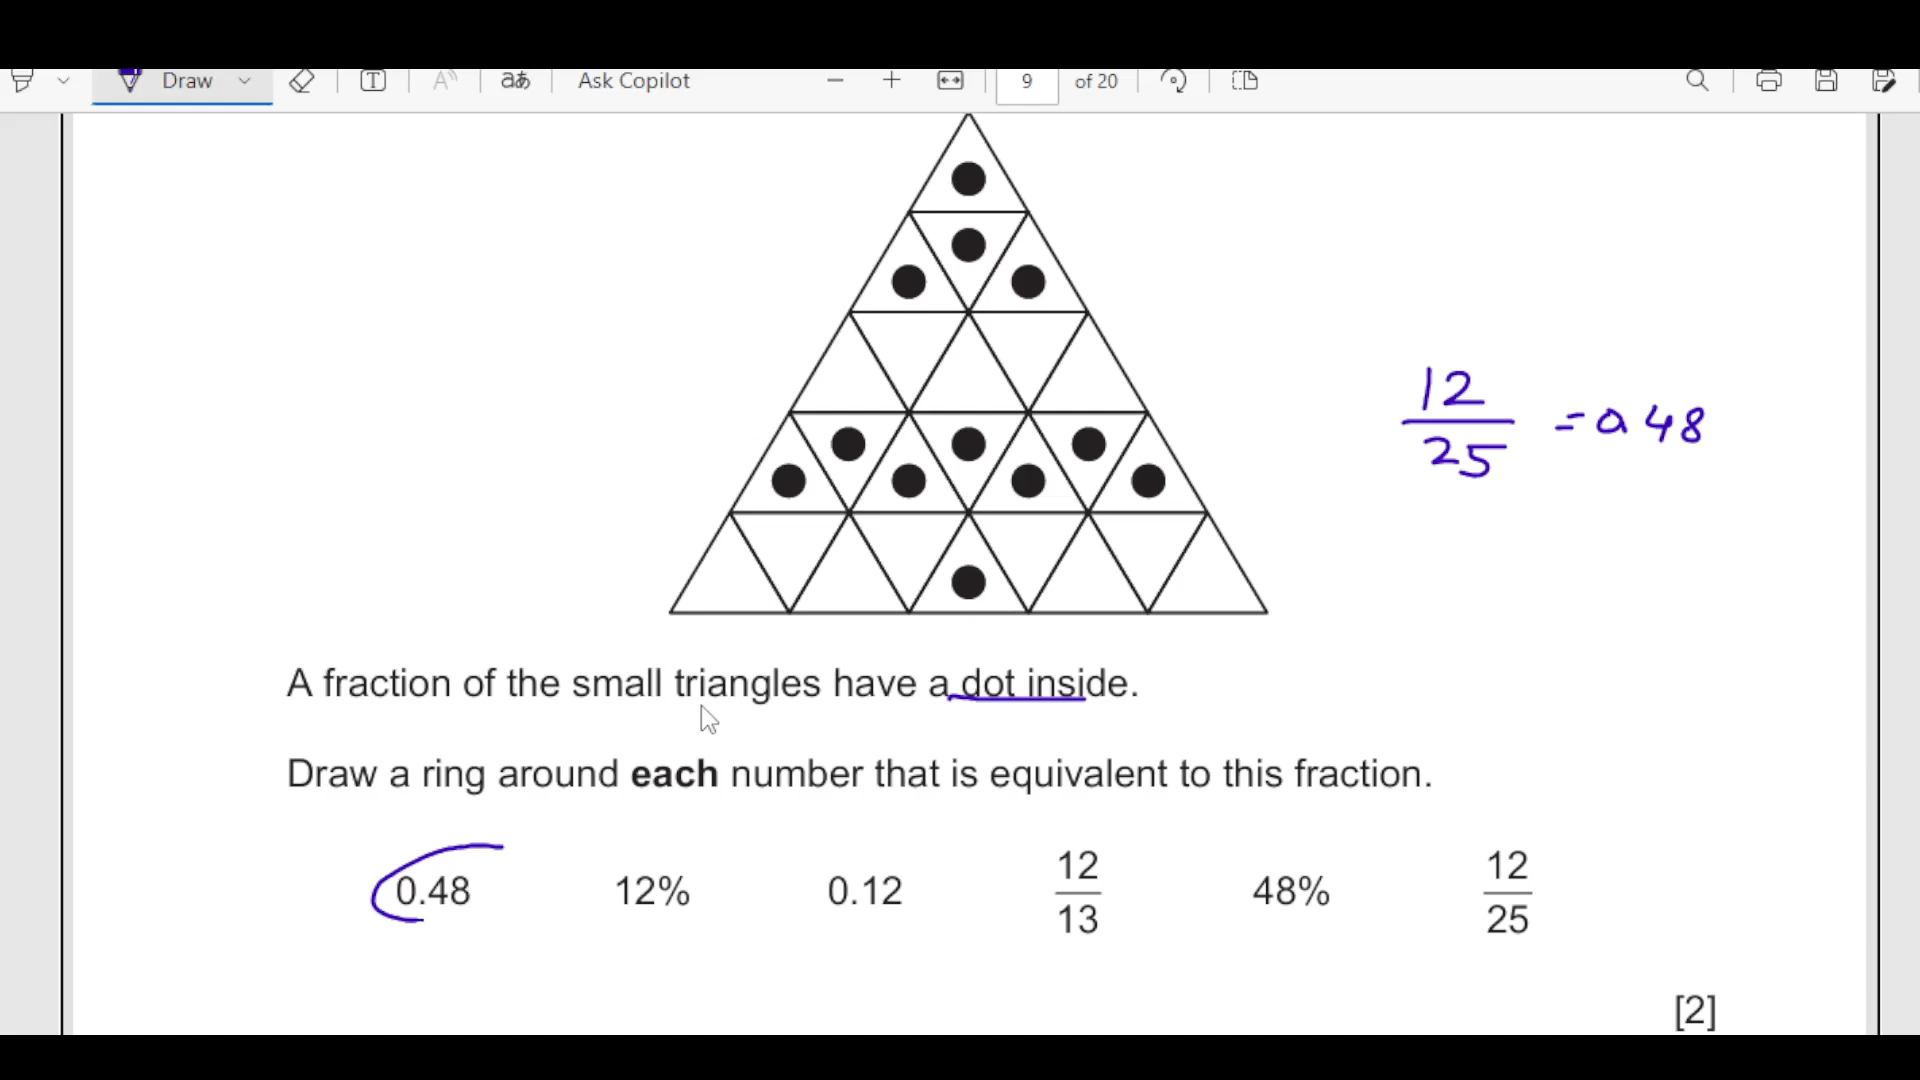 Draw T A aあ Ask Copilot 9 of 20
12
25
= 0.48
A fraction of the small triangles have a dot inside.
Draw a ring around each number that is equivalent to this fraction.
0.48 12% 0.12 12/13 48% 12/25
[2]